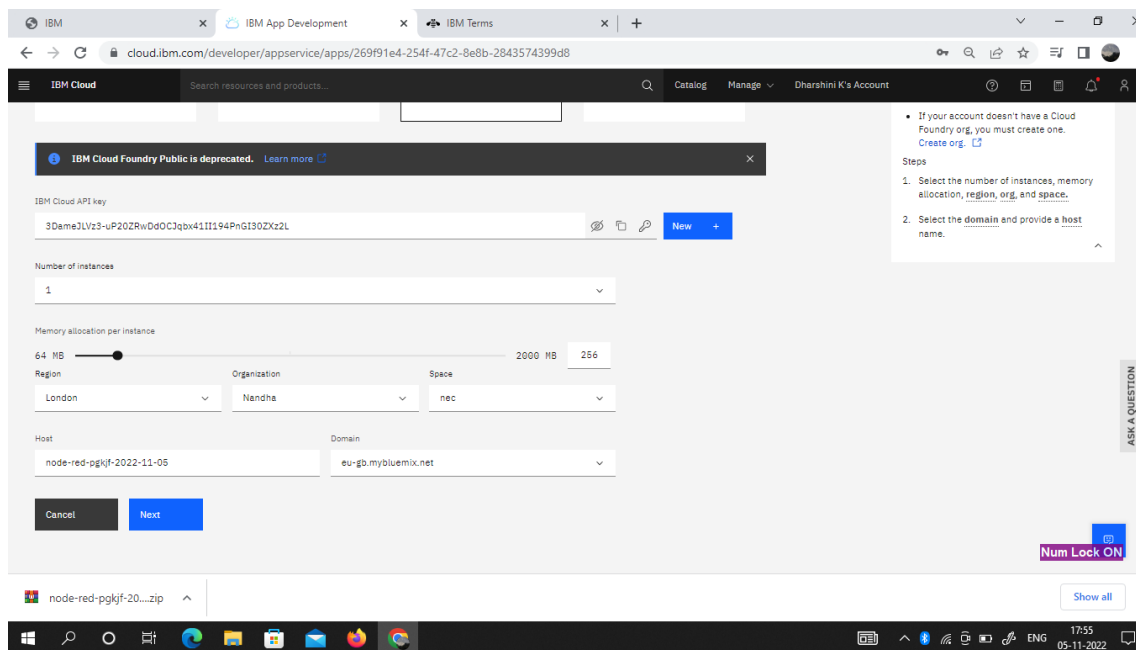 IBM
IBM App Development
IBM Terms
cloud.ibm.com/developer/appservice/apps/269f91e4-254f-47c2-8e8b-2843574399d8
IBM Cloud
Search resources and products...
Catalog
Manage
Dharshini K's Account
If your account doesn't have a Cloud
Foundry org, you must create one.
Create org.
Steps
1. Select the number of instances, memory
allocation, region, org, and space.
2. Select the domain and provide a host
name.
IBM Cloud Foundry Public is deprecated. Learn more
IBM Cloud API key
3DameJLVz3-uP20ZRwDdOCJqbx41II194PnGI30ZXz2L
New +
Number of instances
1
Memory allocation per instance
64 MB
2000 MB
256
Region
Organization
Space
London
Nandha
nec
Host
Domain
node-red-pgkjf-2022-11-05
eu-gb.mybluemix.net
Cancel
Next
ASK A QUESTION
Num Lock ON
node-red-pgkjf-20....zip
Show all
ENG
17:55
05-11-2022